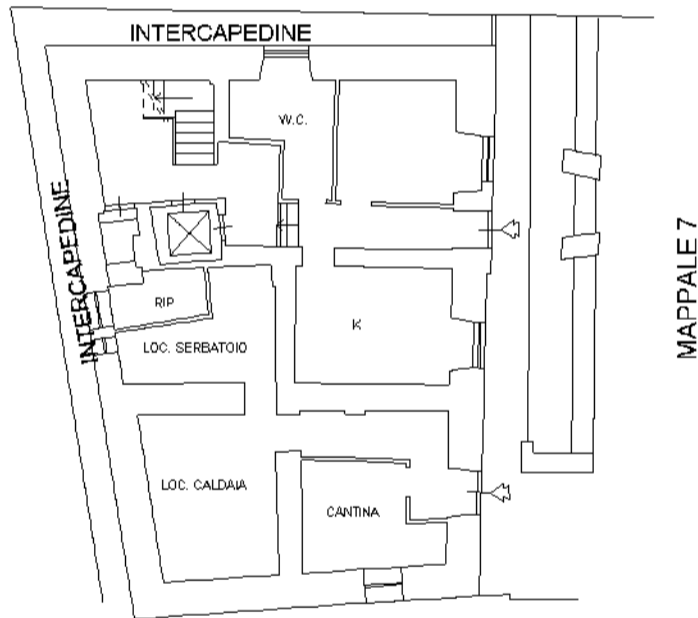 INTERCAPEDINE
W.C.
INTERCAPEDINE
MAPPALE 7
RIP
K
LOC. SERBATOIO
LOC. CALDAIA
CANTINA